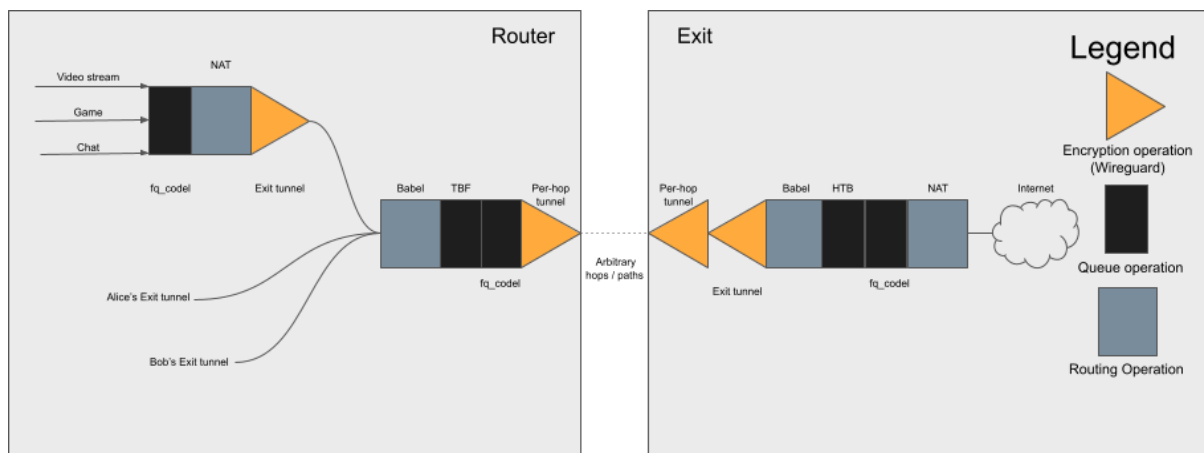 Router
NAT
Video stream
Game
Chat
fq_codel
Exit tunnel
Babel
TBF
Per-hop
tunnel
fq_codel
Alice's Exit tunnel
Bob's Exit tunnel
Arbitrary
hops / paths
Exit
Per-hop
tunnel
Babel
HTB
NAT
Internet
Exit tunnel
fq_codel
Legend
Encryption operation
(Wireguard)
Queue operation
Routing Operation